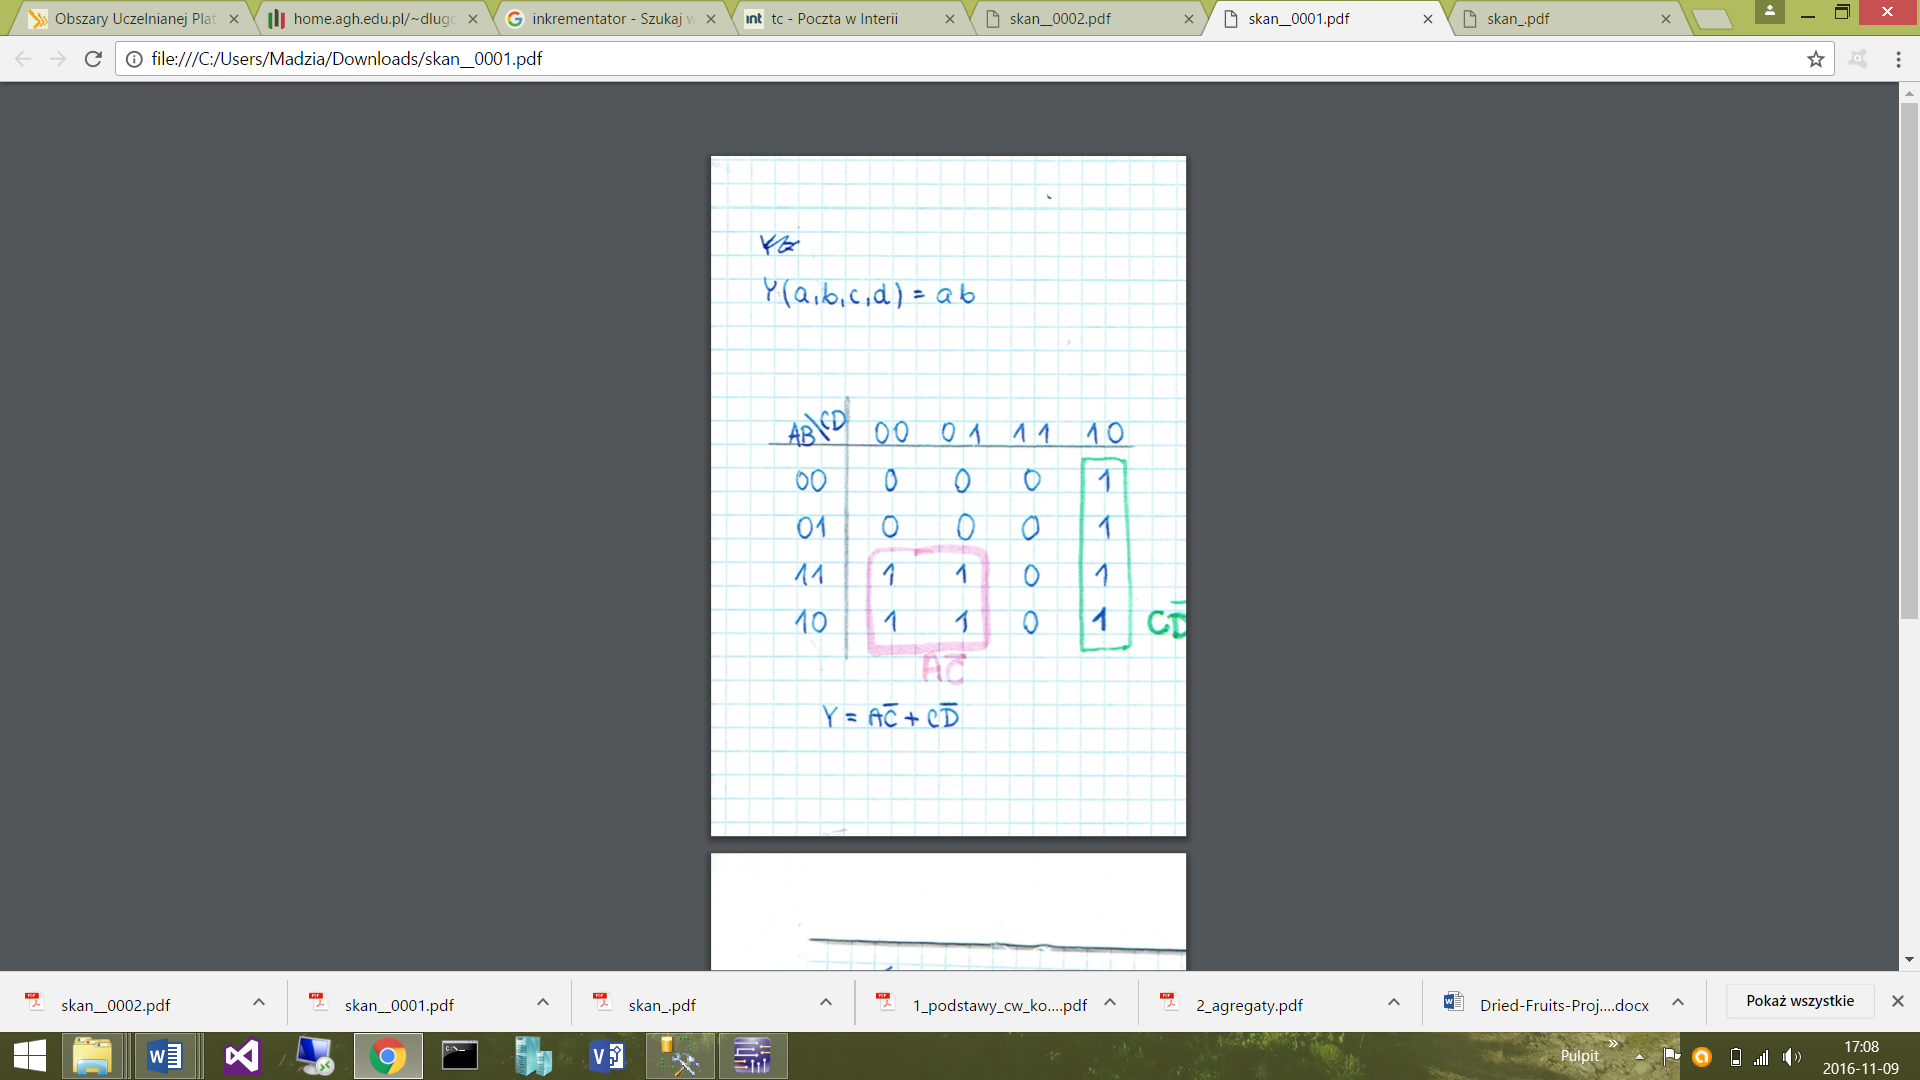 Obszary Uczelnianej Plat
home.agh.edu.pl/~dlugo
inkrementator - Szukaj w
int tc - Poczta w Interii
skan__0002.pdf
skan__0001.pdf
skan_.pdf
file:///C:/Users/Madzia/Downloads/skan__0001.pdf
Y(a,b,c,d) = ab
AB\CD 00 01 11 10
00 0 0 0 1
01 0 0 0 1
11 1 1 0 1
10 1 1 0 1 CD̅
AC̅
Y = AC̅ + CD̅
skan__0002.pdf
skan__0001.pdf
skan_.pdf
1_podstawy_cw_ko....pdf
2_agregaty.pdf
Dried-Fruits-Proj....docx
Pokaż wszystkie
Pulpit
17:08
2016-11-09